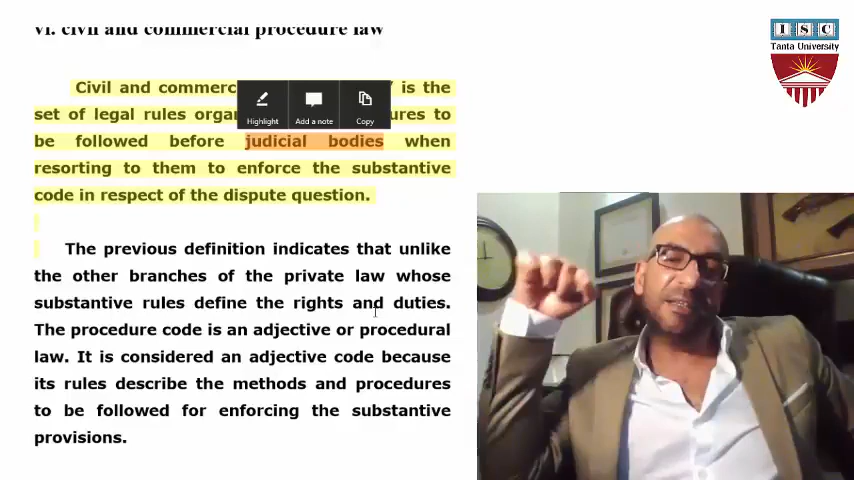 vi. civil and commercial procedure law
Civil and commerc is the
set of legal rules orga ures to
be followed before judicial bodies when
resorting to them to enforce the substantive
code in respect of the dispute question.
The previous definition indicates that unlike
the other branches of the private law whose
substantive rules define the rights and duties.
The procedure code is an adjective or procedural
law. It is considered an adjective code because
its rules describe the methods and procedures
to be followed for enforcing the substantive
provisions.
Highlight
Add a note
Copy
I S C
Tanta University